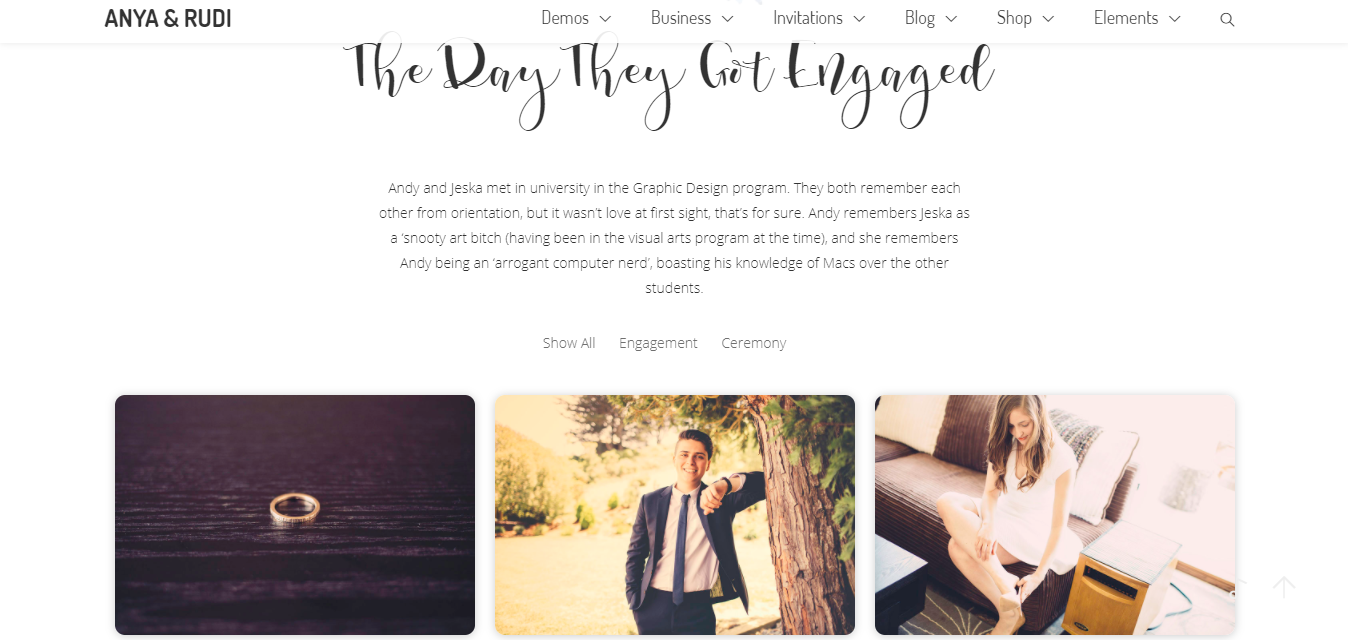 ANYA & RUDI
Demos
Business
Invitations
Blog
Shop
Elements
The Day They Got Engaged
Andy and Jeska met in university in the Graphic Design program. They both remember each
other from orientation, but it wasn’t love at first sight, that’s for sure. Andy remembers Jeska as
a ‘snooty art bitch (having been in the visual arts program at the time), and she remembers
Andy being an ‘arrogant computer nerd’, boasting his knowledge of Macs over the other
students.
Show All
Engagement
Ceremony